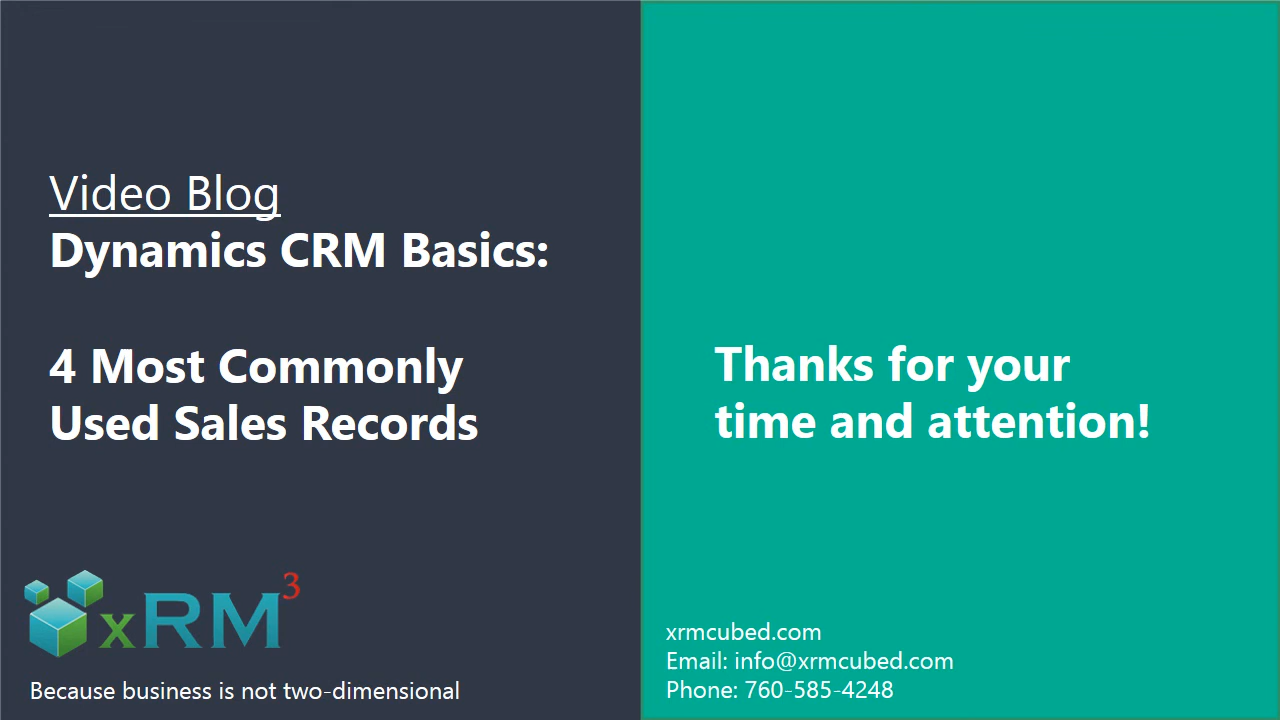 Video Blog
Dynamics CRM Basics:
4 Most Commonly
Used Sales Records
xRM3
Because business is not two-dimensional
Thanks for your
time and attention!
xrmcubed.com
Email: info@xrmcubed.com
Phone: 760-585-4248